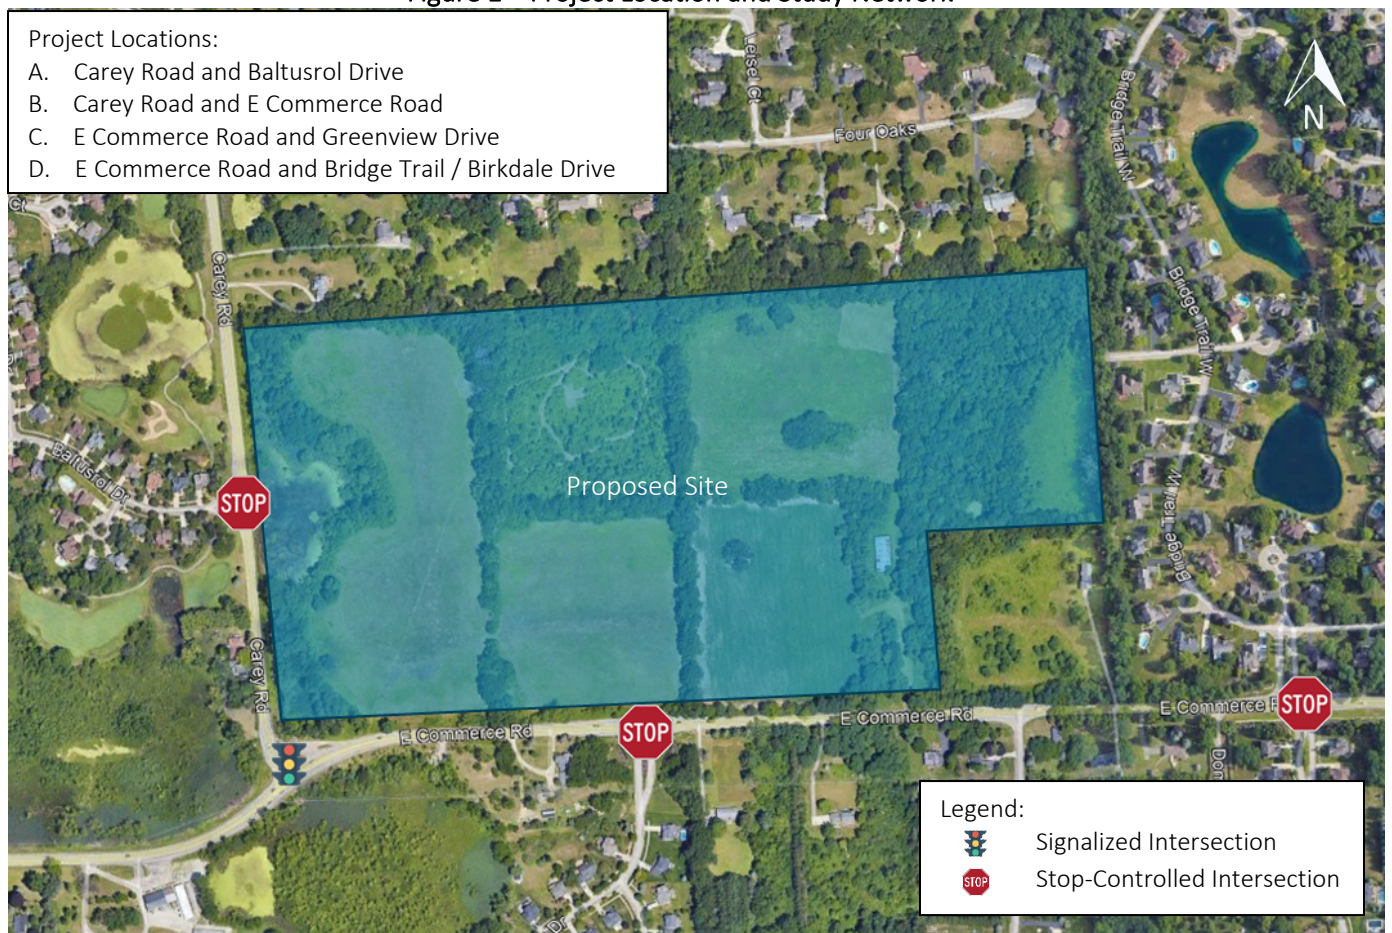 Project Locations:
A. Carey Road and Baltusrol Drive
B. Carey Road and E Commerce Road
C. E Commerce Road and Greenview Drive
D. E Commerce Road and Bridge Trail / Birkdale Drive
Leisel Ct
Four Oaks
Bridge Trail W
N
Ct
Carey Rd
Bridge Trail W
Baltusrol Dr
STOP
Proposed Site
Bridge Trail W
Carey Rd
E Commerce Rd
STOP
E Commerce Rd
E Commerce
STOP
Dr
Legend:
Signalized Intersection
STOP
Stop-Controlled Intersection